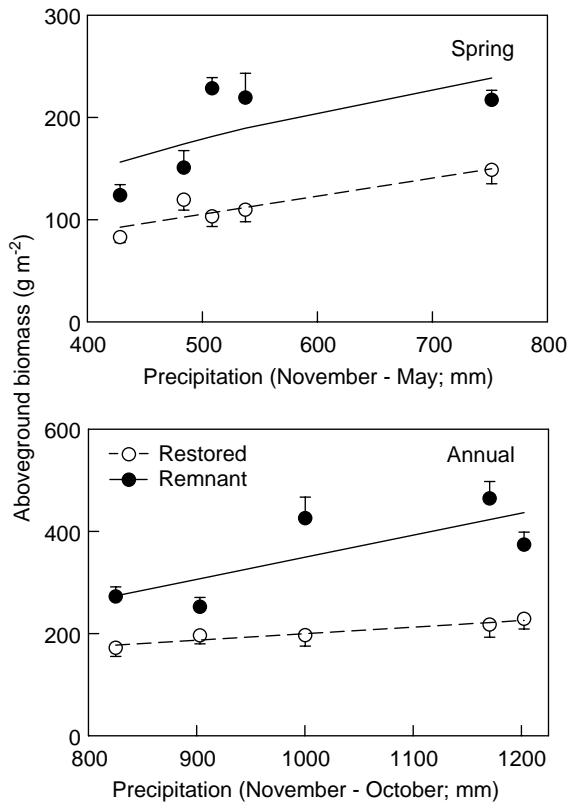 Aboveground biomass (g m⁻²)
300
200
100
0
Spring
400
500
600
700
800
Precipitation (November - May; mm)
600
400
200
0
Restored
Remnant
Annual
800
900
1000
1100
1200
Precipitation (November - October; mm)